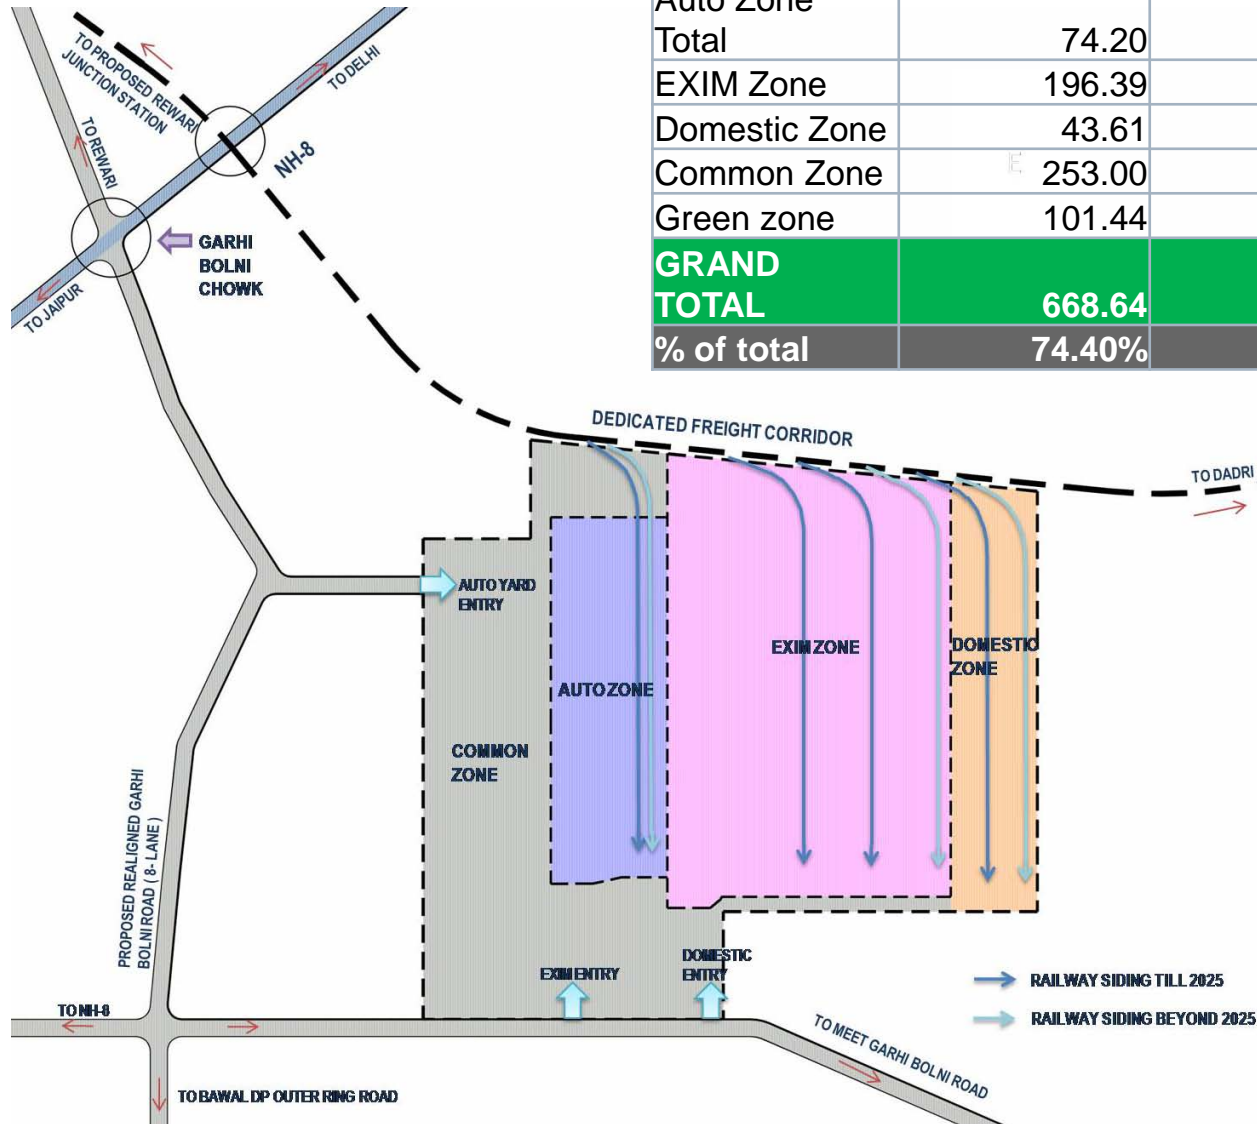 Auto Zone
Total 74.20
EXIM Zone 196.39
Domestic Zone 43.61
E
Common Zone 253.00
Green zone 101.44
GRAND
TOTAL 668.64
% of total 74.40%
TO PROPOSED REWARI
JUNCTION STATION
TO DELHI
TO REWARI
NH-8
GARHI
BOLNI
CHOWK
TO JAIPUR
DEDICATED FREIGHT CORRIDOR
TO DADRI
AUTO YARD
ENTRY
EXIM ZONE
DOMESTIC
ZONE
AUTO ZONE
COMMON
ZONE
PROPOSED REALIGNED GARHI
BOLNI ROAD ( 8- LANE )
EXIM ENTRY
DOMESTIC
ENTRY
RAILWAY SIDING TILL 2025
RAILWAY SIDING BEYOND 2025
TO NH-8
TO MEET GARHI BOLNI ROAD
TO BAWAL DP OUTER RING ROAD